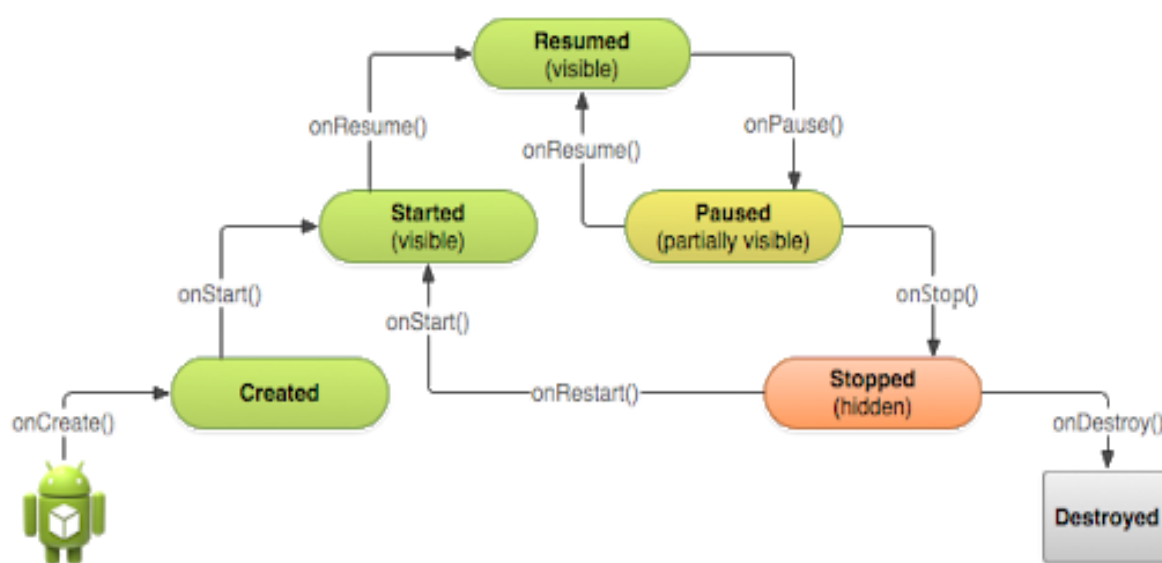 Resumed
(visible)
onResume()
onPause()
onResume()
Started
(visible)
Paused
(partially visible)
onStart()
onStart()
onStop()
Created
onRestart()
Stopped
(hidden)
onCreate()
onDestroy()
Destroyed